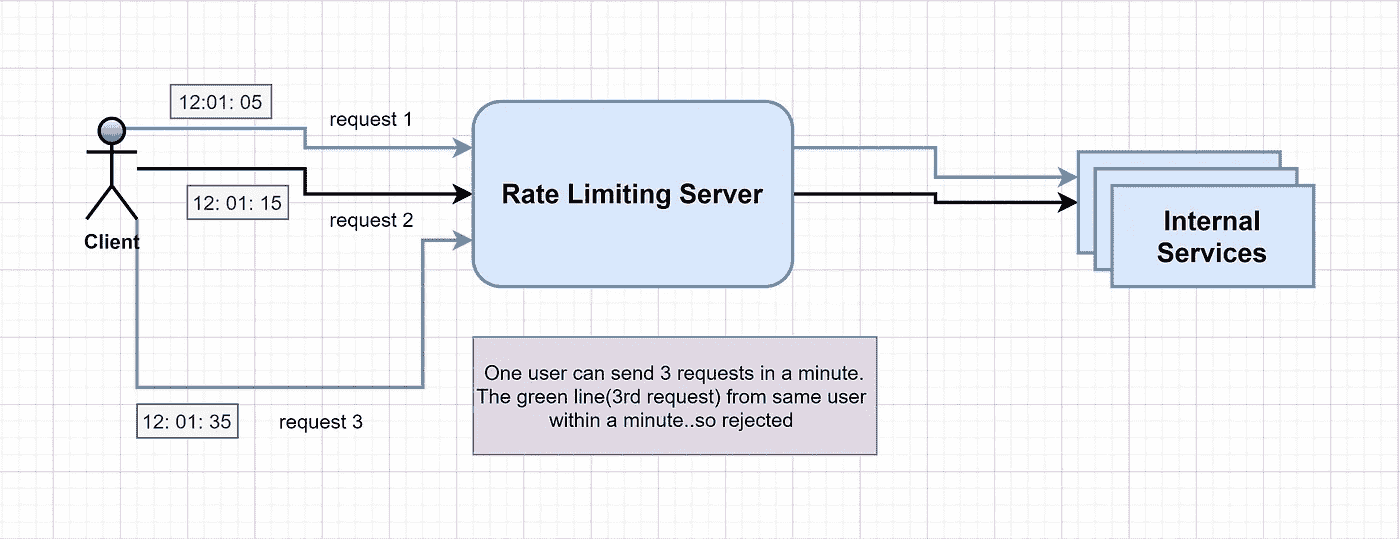 12:01: 05
request 1
12: 01: 15
request 2
Client
Rate Limiting Server
Internal
Services
One user can send 3 requests in a minute.
The green line(3rd request) from same user
within a minute..so rejected
12: 01: 35
request 3